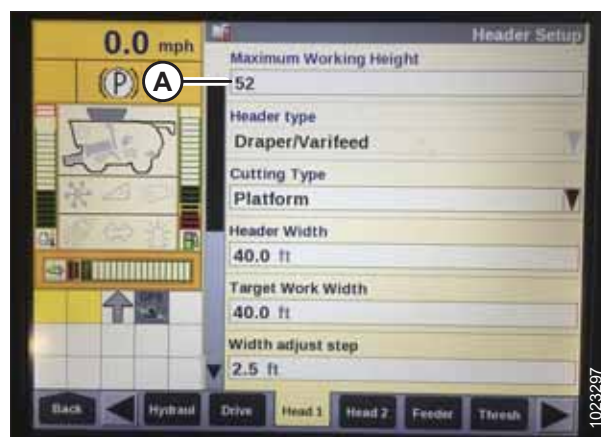 0.0 mph
Header Setup
(P)
A
Maximum Working Height
52
Header type
Draper/Varifeed
Cutting Type
Platform
Header Width
40.0 ft
Target Work Width
40.0 ft
Width adjust step
2.5 ft
GPS
Back
Hydraul
Drive
Head 1
Head 2
Feeder
Thresh
1023297